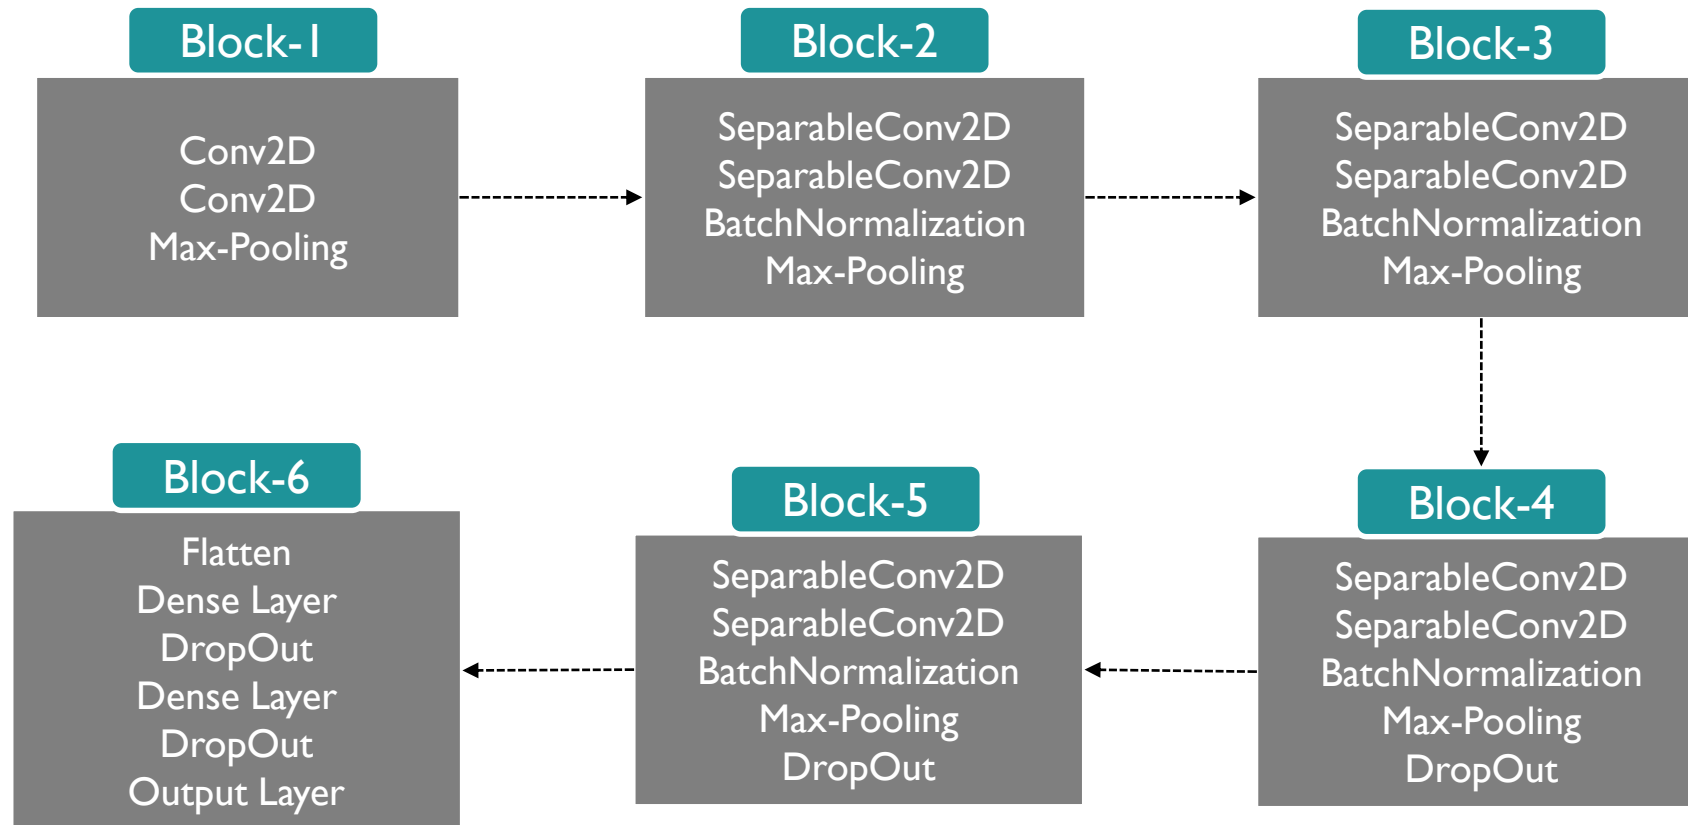 Block-1
Conv2D
Conv2D
Max-Pooling
Block-2
SeparableConv2D
SeparableConv2D
BatchNormalization
Max-Pooling
Block-3
SeparableConv2D
SeparableConv2D
BatchNormalization
Max-Pooling
Block-4
SeparableConv2D
SeparableConv2D
BatchNormalization
Max-Pooling
DropOut
Block-5
SeparableConv2D
SeparableConv2D
BatchNormalization
Max-Pooling
DropOut
Block-6
Flatten
Dense Layer
DropOut
Dense Layer
DropOut
Output Layer